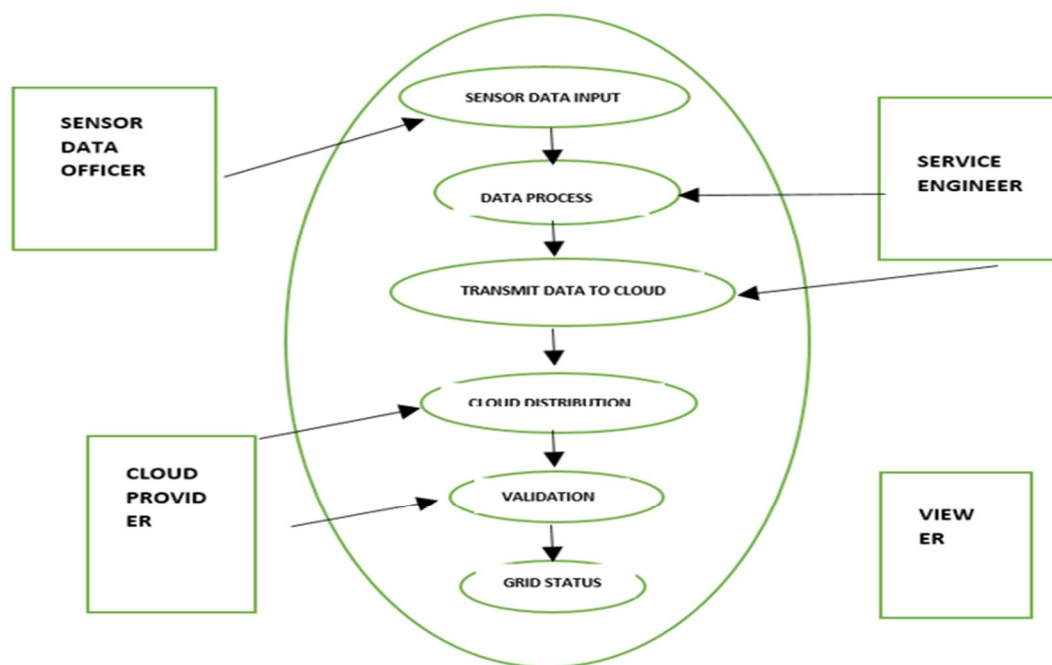 SENSOR DATA INPUT
SENSOR
DATA
OFFICER
SERVICE
ENGINEER
DATA PROCESS
TRANSMIT DATA TO CLOUD
CLOUD DISTRIBUTION
CLOUD
PROVID
ER
VALIDATION
VIEW
ER
GRID STATUS